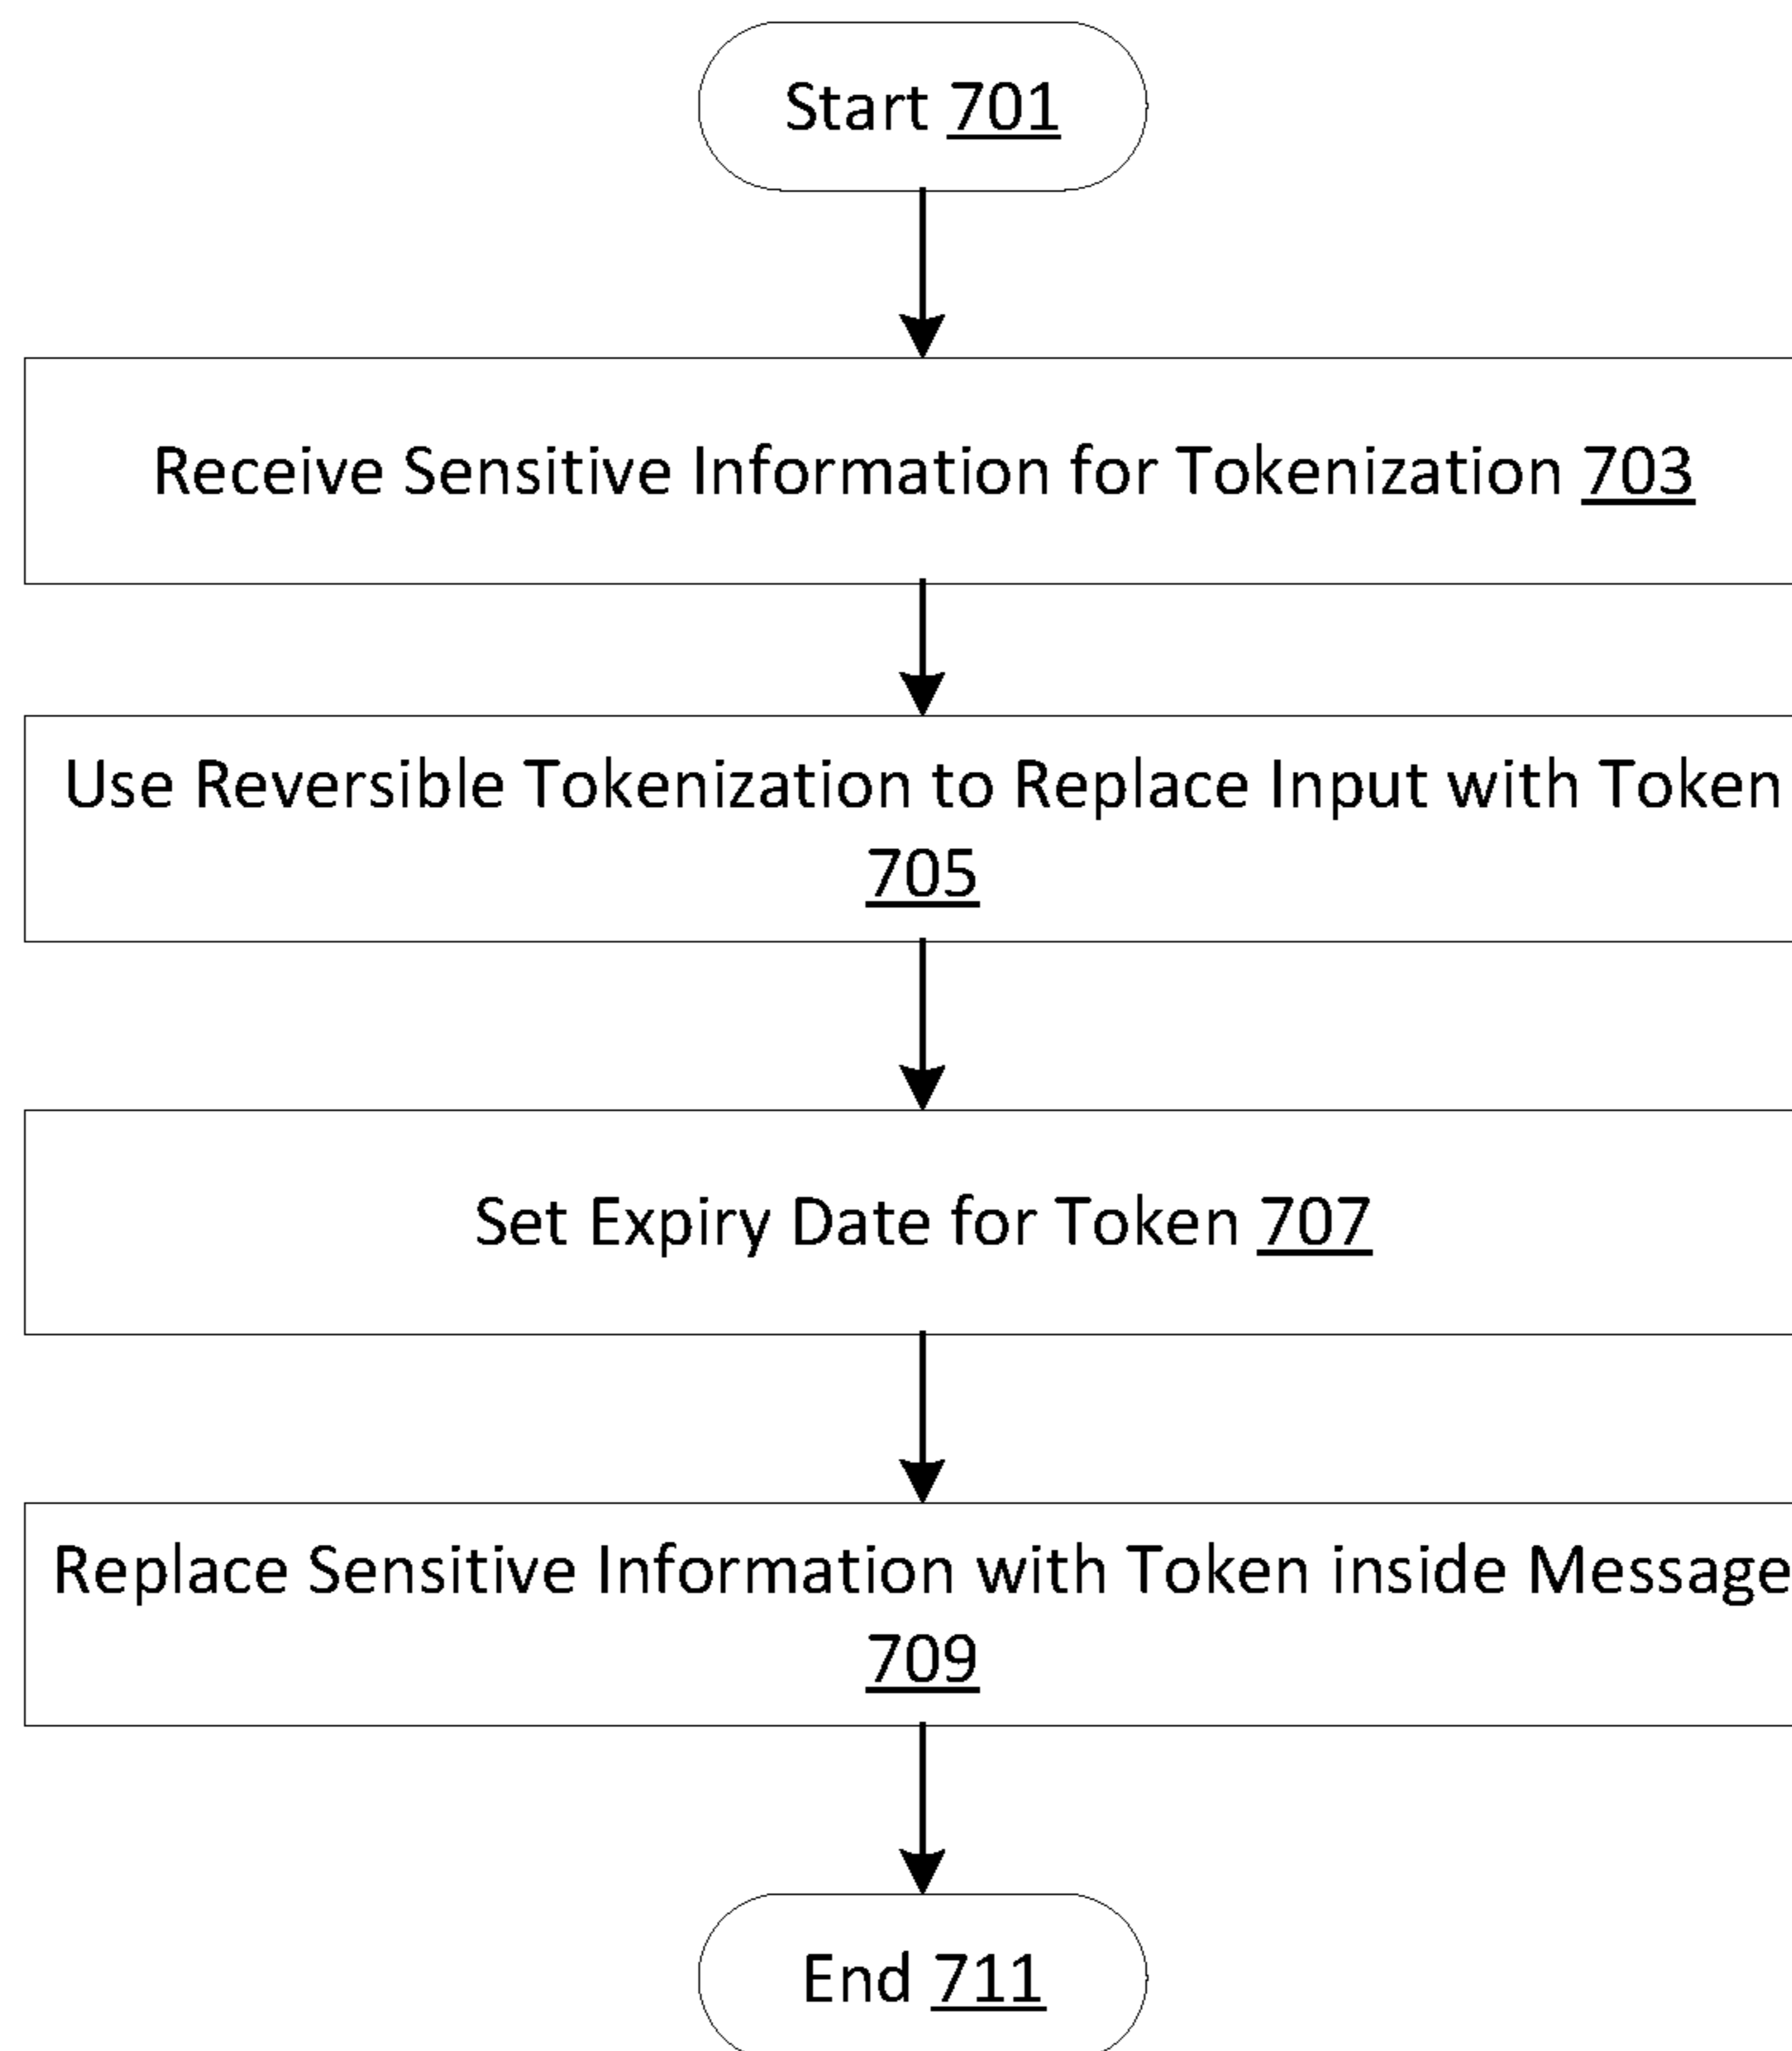 Start 701
Receive Sensitive Information for Tokenization 703
Use Reversible Tokenization to Replace Input with Token
705
Set Expiry Date for Token 707
Replace Sensitive Information with Token inside Message
709
End 711